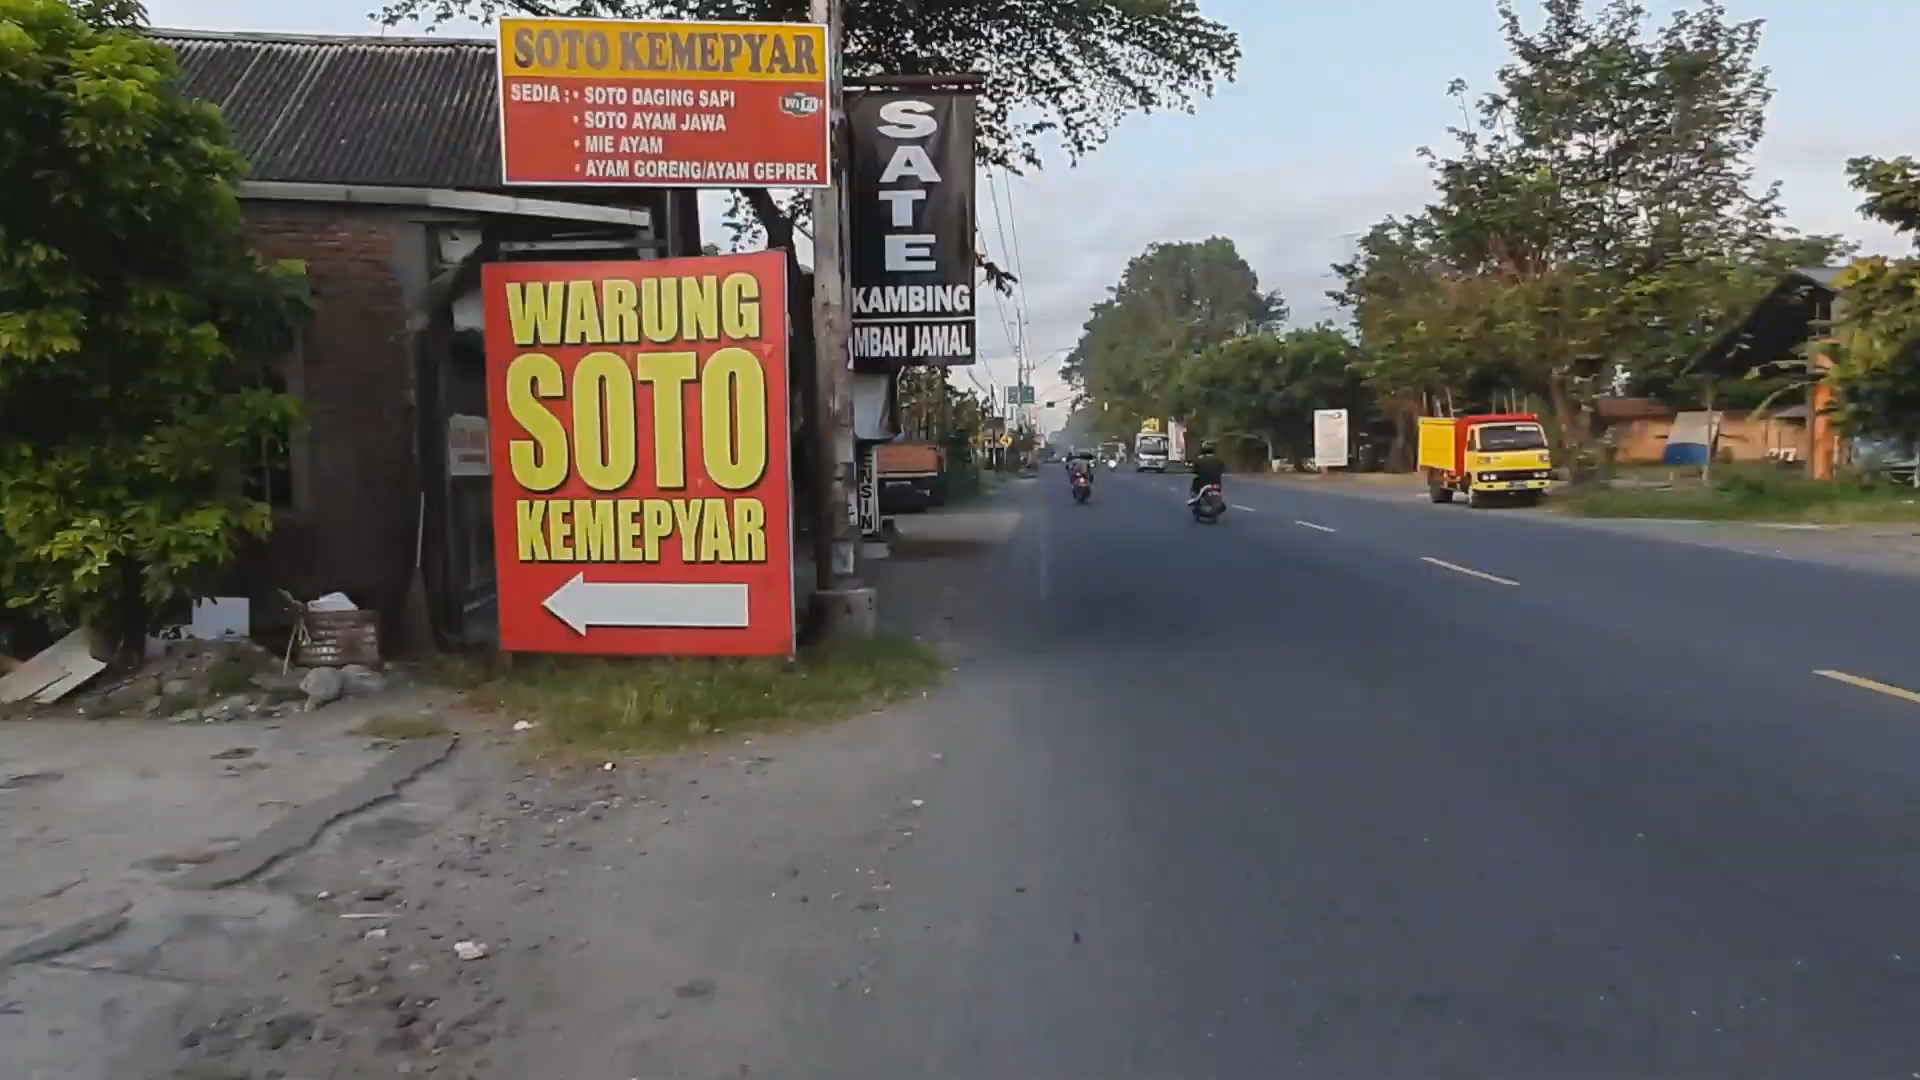 SOTO KEMEPYAR
SEDIA : • SOTO DAGING SAPI
WiFi
• SOTO AYAM JAWA
• MIE AYAM
• AYAM GORENG/AYAM GEPREK
WARUNG
SOTO
KEMEPYAR
SATE
KAMBING
MBAH JAMAL